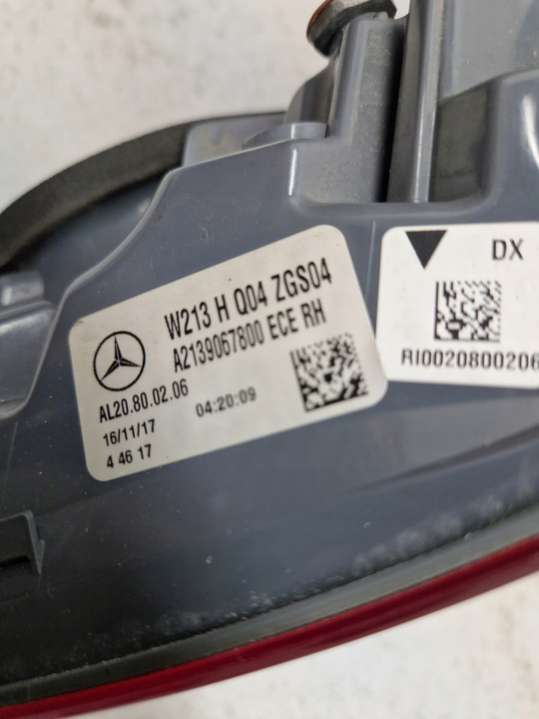 W213 H Q04 ZGS04
A2139067800 ECE RH
AL20.80.02.06
16/11/17
04:20:09
4 46 17
DX
RI0020800206